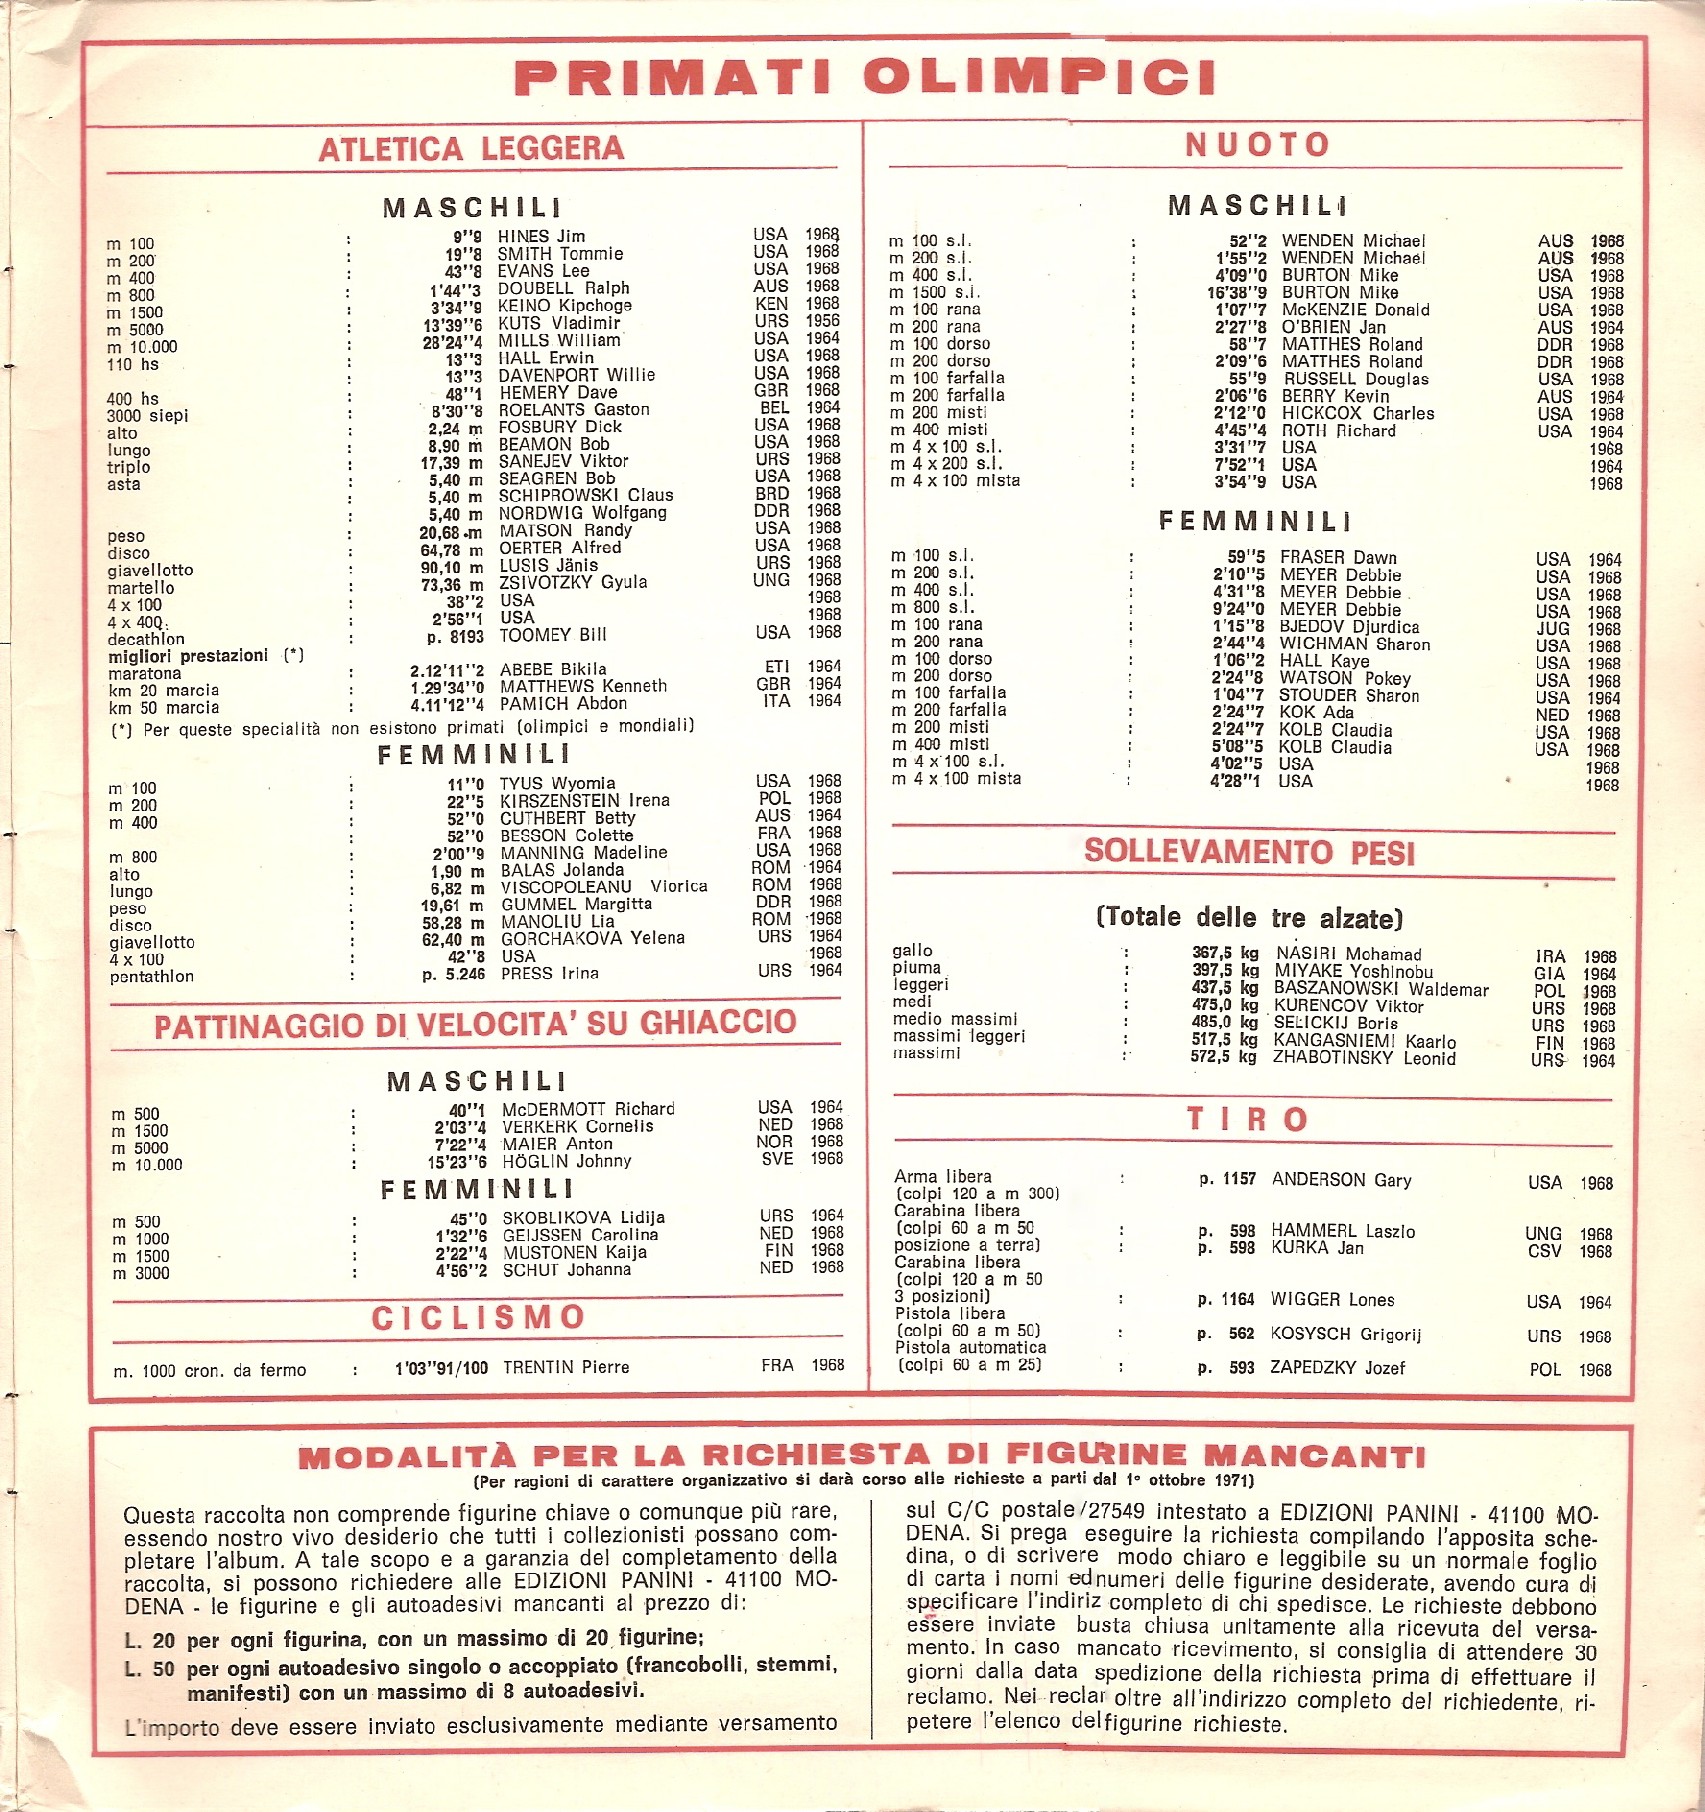 PRIMATI OLIMPICI
ATLETICA LEGGERA
MASCHILI
m 100 : 9"9 HINES Jim USA 1968
m 200 : 19"8 SMITH Tommie USA 1968
m 400 : 43"8 EVANS Lee USA 1968
m 800 : 1'44"3 DOUBELL Ralph AUS 1968
m 1500 : 3'34"9 KEINO Kipchoge KEN 1968
m 5000 : 13'39"6 KUTS Vladimir URS 1956
m 10.000 : 28'24"4 MILLS William USA 1964
110 hs : 13"3 HALL Erwin USA 1968
: 13"3 DAVENPORT Willie USA 1968
400 hs : 48"1 HEMERY Dave GBR 1968
3000 siepi : 8'30"8 ROELANTS Gaston BEL 1964
alto : 2,24 m FOSBURY Dick USA 1968
lungo : 8,90 m BEAMON Bob USA 1968
triplo : 17,39 m SANEJEV Viktor URS 1968
asta : 5,40 m SEAGREN Bob USA 1968
: 5,40 m SCHIPROWSKI Claus BRD 1968
: 5,40 m NORDWIG Wolfgang DDR 1968
peso : 20,68 m MATSON Randy USA 1968
disco : 64,78 m OERTER Alfred USA 1968
giavellotto : 90,10 m LUSIS Jänis URS 1968
martello : 73,36 m ZSIVOTZKY Gyula UNG 1968
4 x 100 : 38"2 USA 1968
4 x 400. : 2'56"1 USA 1968
decathlon : p. 8193 TOOMEY Bill USA 1968
migliori prestazioni (*)
maratona : 2.12'11"2 ABEBE Bikila ETI 1964
km 20 marcia : 1.29'34"0 MATTHEWS Kenneth GBR 1964
km 50 marcia : 4.11'12"4 PAMICH Abdon ITA 1964
(*) Per queste specialità non esistono primati (olimpici e mondiali)
FEMMINILI
m 100 : 11"0 TYUS Wyomia USA 1968
m 200 : 22"5 KIRSZENSTEIN Irena POL 1968
m 400 : 52"0 CUTHBERT Betty AUS 1964
: 52"0 BESSON Colette FRA 1968
m 800 : 2'00"9 MANNING Madeline USA 1968
alto : 1,90 m BALAS Jolanda ROM 1964
lungo : 6,82 m VISCOPOLEANU Viorica ROM 1968
peso : 19,61 m GUMMEL Margitta DDR 1968
disco : 58,28 m MANOLIU Lia ROM 1968
giavellotto : 62,40 m GORCHAKOVA Yelena URS 1964
4 x 100 : 42"8 USA 1968
pentathlon : p. 5.246 PRESS Irina URS 1964
PATTINAGGIO DI VELOCITA' SU GHIACCIO
MASCHILI
m 500 : 40"1 McDERMOTT Richard USA 1964
m 1500 : 2'03"4 VERKERK Cornelis NED 1968
m 5000 : 7'22"4 MAIER Anton NOR 1968
m 10.000 : 15'23"6 HÖGLIN Johnny SVE 1968
FEMMINILI
m 500 : 45"0 SKOBLIKOVA Lidija URS 1964
m 1000 : 1'32"6 GEIJSSEN Carolina NED 1968
m 1500 : 2'22"4 MUSTONEN Kaija FIN 1968
m 3000 : 4'56"2 SCHUT Johanna NED 1968
CICLISMO
m. 1000 cron. da fermo : 1'03"91/100 TRENTIN Pierre FRA 1968
NUOTO
MASCHILI
m 100 s.l. : 52"2 WENDEN Michael AUS 1968
m 200 s.l. : 1'55"2 WENDEN Michael AUS 1968
m 400 s.l. : 4'09"0 BURTON Mike USA 1968
m 1500 s.l. : 16'38"9 BURTON Mike USA 1968
m 100 rana : 1'07"7 McKENZIE Donald USA 1968
m 200 rana : 2'27"8 O'BRIEN Jan AUS 1964
m 100 dorso : 58"7 MATTHES Roland DDR 1968
m 200 dorso : 2'09"6 MATTHES Roland DDR 1968
m 100 farfalla : 55"9 RUSSELL Douglas USA 1968
m 200 farfalla : 2'06"6 BERRY Kevin AUS 1964
m 200 misti : 2'12"0 HICKCOX Charles USA 1968
m 400 misti : 4'45"4 ROTH Richard USA 1964
m 4 x 100 s.l. : 3'31"7 USA 1968
m 4 x 200 s.l. : 7'52"1 USA 1964
m 4 x 100 mista : 3'54"9 USA 1968
FEMMINILI
m 100 s.l. : 59"5 FRASER Dawn USA 1964
m 200 s.l. : 2'10"5 MEYER Debbie USA 1968
m 400 s.l. : 4'31"8 MEYER Debbie USA 1968
m 800 s.l. : 9'24"0 MEYER Debbie USA 1968
m 100 rana : 1'15"8 BJEDOV Djurdica JUG 1968
m 200 rana : 2'44"4 WICHMAN Sharon USA 1968
m 100 dorso : 1'06"2 HALL Kaye USA 1968
m 200 dorso : 2'24"8 WATSON Pokey USA 1968
m 100 farfalla : 1'04"7 STOUDER Sharon USA 1964
m 200 farfalla : 2'24"7 KOK Ada NED 1968
m 200 misti : 2'24"7 KOLB Claudia USA 1968
m 400 misti : 5'08"5 KOLB Claudia USA 1968
m 4 x 100 s.l. : 4'02"5 USA 1968
m 4 x 100 mista : 4'28"1 USA 1968
SOLLEVAMENTO PESI
(Totale delle tre alzate)
gallo : 367,5 kg NASIRI Mohamad IRA 1968
piuma : 397,5 kg MIYAKE Yoshinobu GIA 1964
leggeri : 437,5 kg BASZANOWSKI Waldemar POL 1968
medi : 475,0 kg KURENCOV Viktor URS 1968
medio massimi : 485,0 kg SELICKIJ Boris URS 1968
massimi leggeri : 517,5 kg KANGASNIEMI Kaarlo FIN 1968
massimi : 572,5 kg ZHABOTINSKY Leonid URS 1964
TIRO
Arma libera : p. 1157 ANDERSON Gary USA 1968
(colpi 120 a m 300)
Carabina libera
(colpi 60 a m 50 : p. 598 HAMMERL Laszlo UNG 1968
posizione a terra) : p. 598 KURKA Jan CSV 1968
Carabina libera
(colpi 120 a m 50
3 posizioni) : p. 1164 WIGGER Lones USA 1964
Pistola libera
(colpi 60 a m 50) : p. 562 KOSYSCH Grigorij URS 1968
Pistola automatica
(colpi 60 a m 25) : p. 593 ZAPEDZKY Jozef POL 1968
MODALITÀ PER LA RICHIESTA DI FIGURINE MANCANTI
(Per ragioni di carattere organizzativo si darà corso alle richieste a parti dal 1° ottobre 1971)
Questa raccolta non comprende figurine chiave o comunque più rare,
essendo nostro vivo desiderio che tutti i collezionisti possano com-
pletare l'album. A tale scopo e a garanzia del completamento della
raccolta, si possono richiedere alle EDIZIONI PANINI - 41100 MO-
DENA - le figurine e gli autoadesivi mancanti al prezzo di:
L. 20 per ogni figurina, con un massimo di 20 figurine;
L. 50 per ogni autoadesivo singolo o accoppiato (francobolli, stemmi,
manifesti) con un massimo di 8 autoadesivi.
L'importo deve essere inviato esclusivamente mediante versamento
sul C/C postale/27549 intestato a EDIZIONI PANINI - 41100 MO-
DENA. Si prega eseguire la richiesta compilando l'apposita sche-
dina, o di scrivere modo chiaro e leggibile su un normale foglio
di carta i nomi ed numeri delle figurine desiderate, avendo cura di
specificare l'indiriz completo di chi spedisce. Le richieste debbono
essere inviate busta chiusa unitamente alla ricevuta del versa-
mento. In caso mancato ricevimento, si consiglia di attendere 30
giorni dalla data spedizione della richiesta prima di effettuare il
reclamo. Nei reclar oltre all'indirizzo completo del richiedente, ri-
petere l'elenco del figurine richieste.